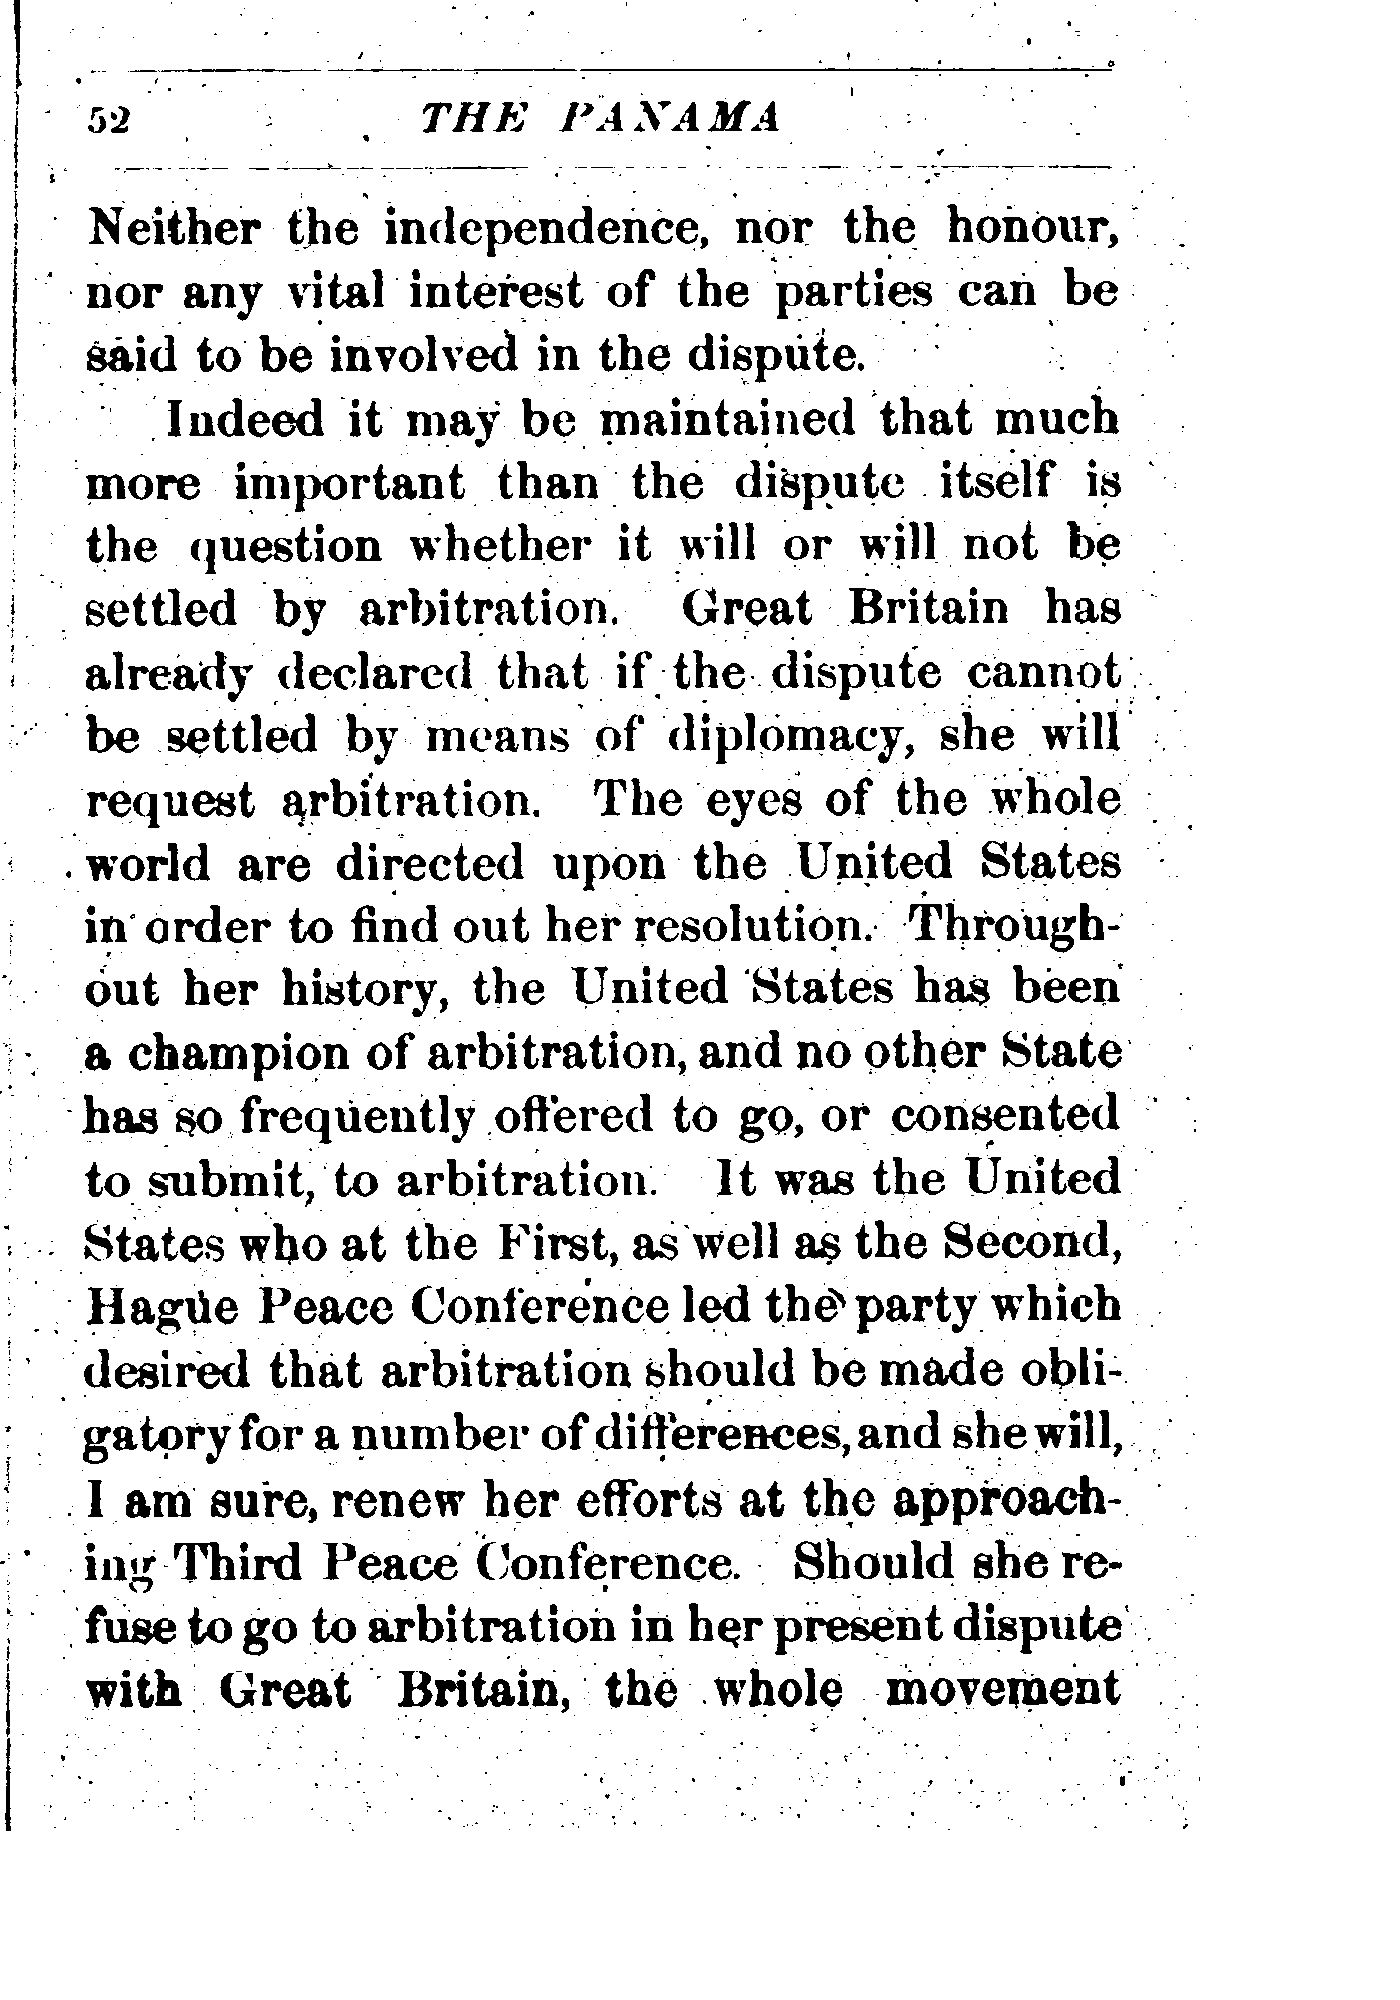 52 THE PANAMA
Neither the independence, nor the honour,
nor any vital interest of the parties can be
said to be involved in the dispute.
Indeed it may be maintained that much
more important than the dispute itself is
the question whether it will or will not be
settled by arbitration. Great Britain has
already declared that if the dispute cannot
be settled by means of diplomacy, she will
request arbitration. The eyes of the whole
world are directed upon the United States
in order to find out her resolution. Through-
out her history, the United States has been
a champion of arbitration, and no other State
has so frequently offered to go, or consented
to submit, to arbitration. It was the United
States who at the First, as well as the Second,
Hague Peace Conference led the party which
desired that arbitration should be made obli-
gatory for a number of differences, and she will,
I am sure, renew her efforts at the approach-
ing Third Peace Conference. Should she re-
fuse to go to arbitration in her present dispute
with Great Britain, the whole movement